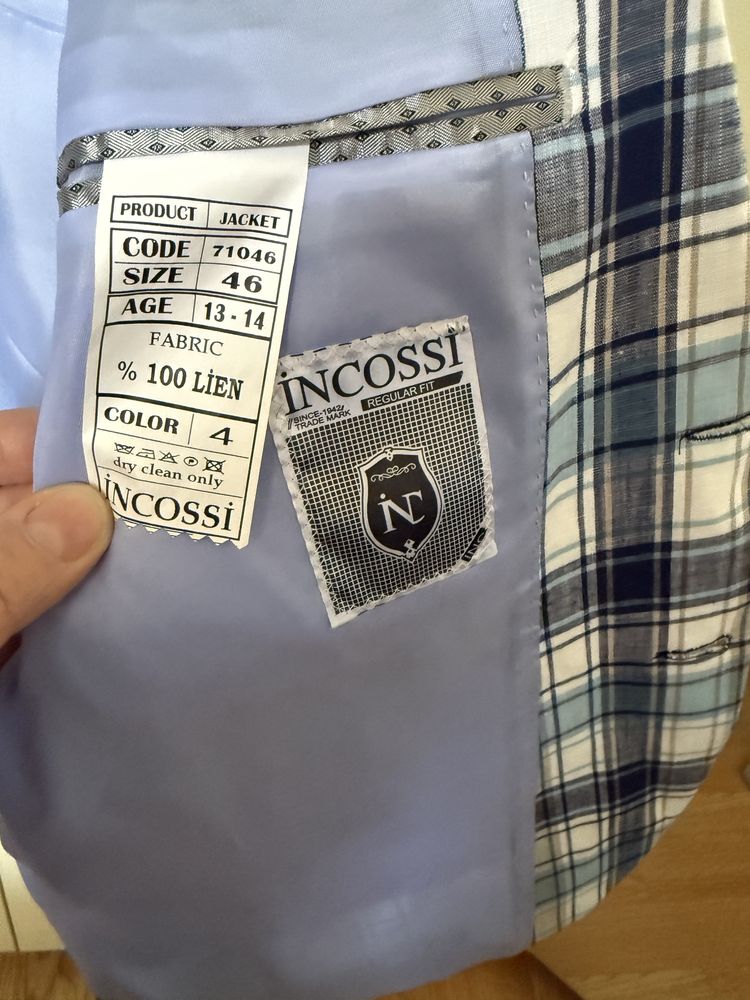 PRODUCT JACKET
CODE 71046
SIZE 46
AGE 13 - 14
FABRIC
% 100 LİEN
COLOR 4
dry clean only
İNCOSSİ
İNCOSSİ
REGULAR FIT
//SINCE-1942/
TRADE MARK
İNC